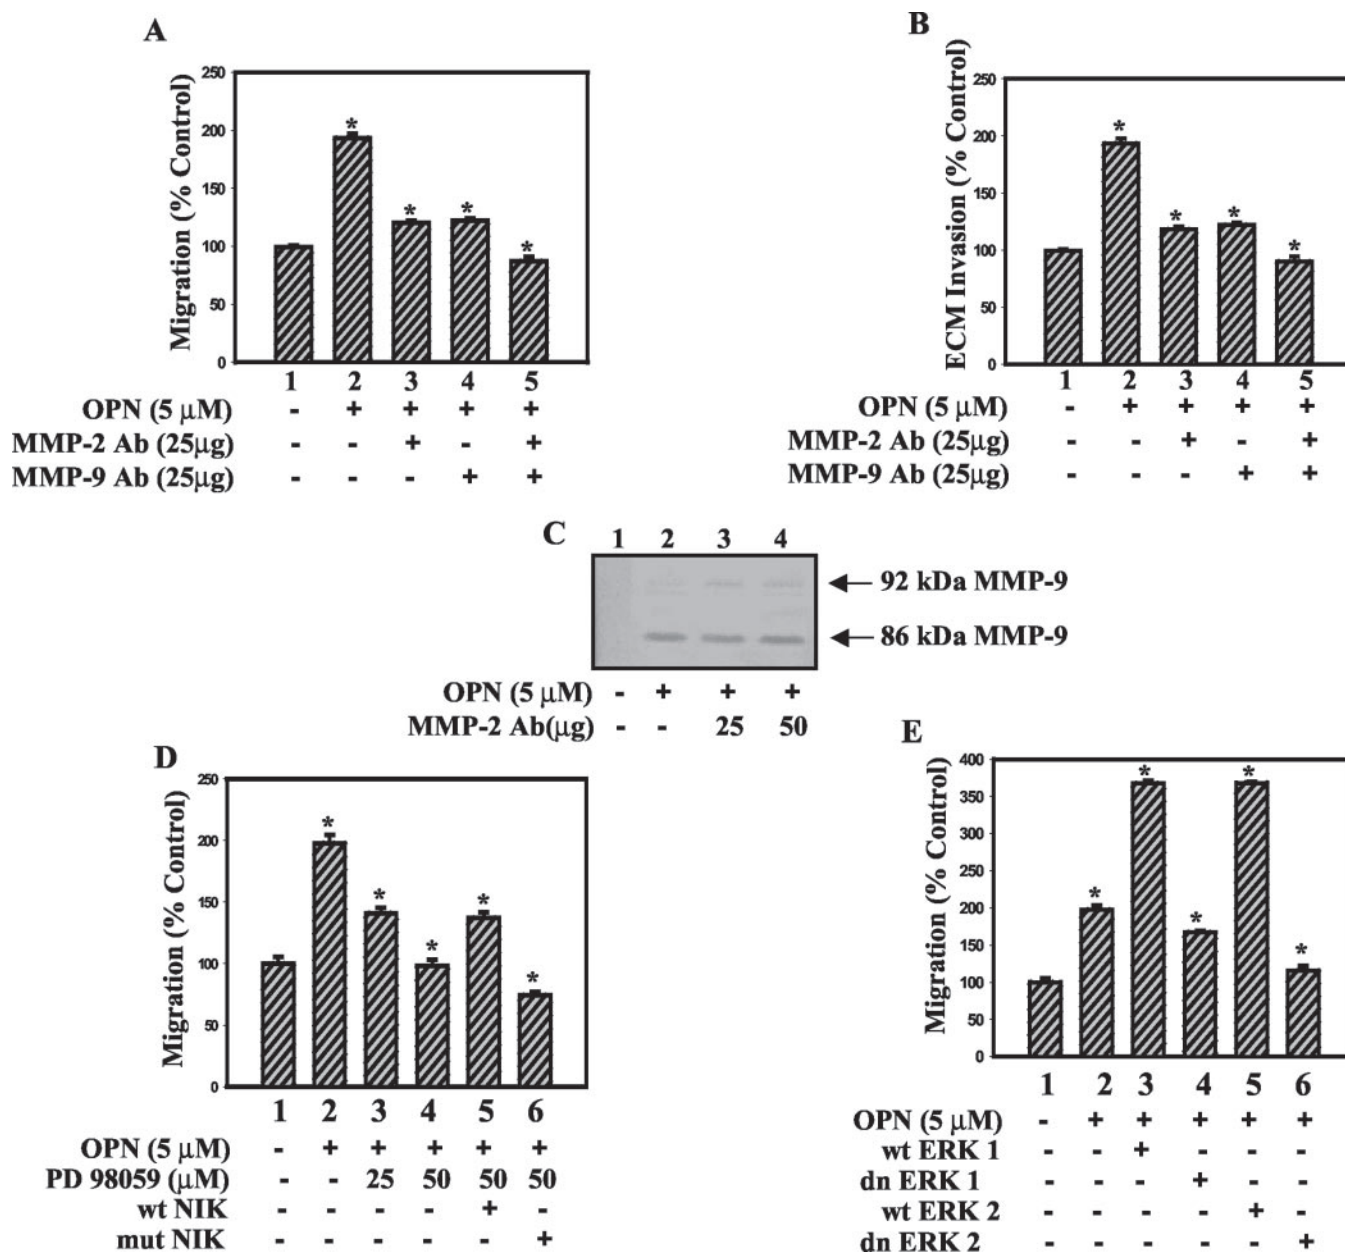 A
Migration (% Control)
250
200
150
100
50
0
* * * *
1 2 3 4 5
OPN (5 µM) - + + + +
MMP-2 Ab (25µg) - - + - +
MMP-9 Ab (25µg) - - - + +
B
ECM Invasion (% Control)
250
200
150
100
50
0
* * * *
1 2 3 4 5
OPN (5 µM) - + + + +
MMP-2 Ab (25µg) - - + - +
MMP-9 Ab (25µg) - - - + +
C
1 2 3 4
92 kDa MMP-9
86 kDa MMP-9
OPN (5 µM) - + + +
MMP-2 Ab(µg) - - 25 50
D
Migration (% Control)
250
200
150
100
50
0
* * * * *
1 2 3 4 5 6
OPN (5 µM) - + + + + +
PD 98059 (µM) - - 25 50 50 50
wt NIK - - - - + -
mut NIK - - - - - +
E
Migration (% Control)
400
350
300
250
200
150
100
50
0
* * * * *
1 2 3 4 5 6
OPN (5 µM) - + + + + +
wt ERK 1 - - + - - -
dn ERK 1 - - - + - -
wt ERK 2 - - - - + -
dn ERK 2 - - - - - +